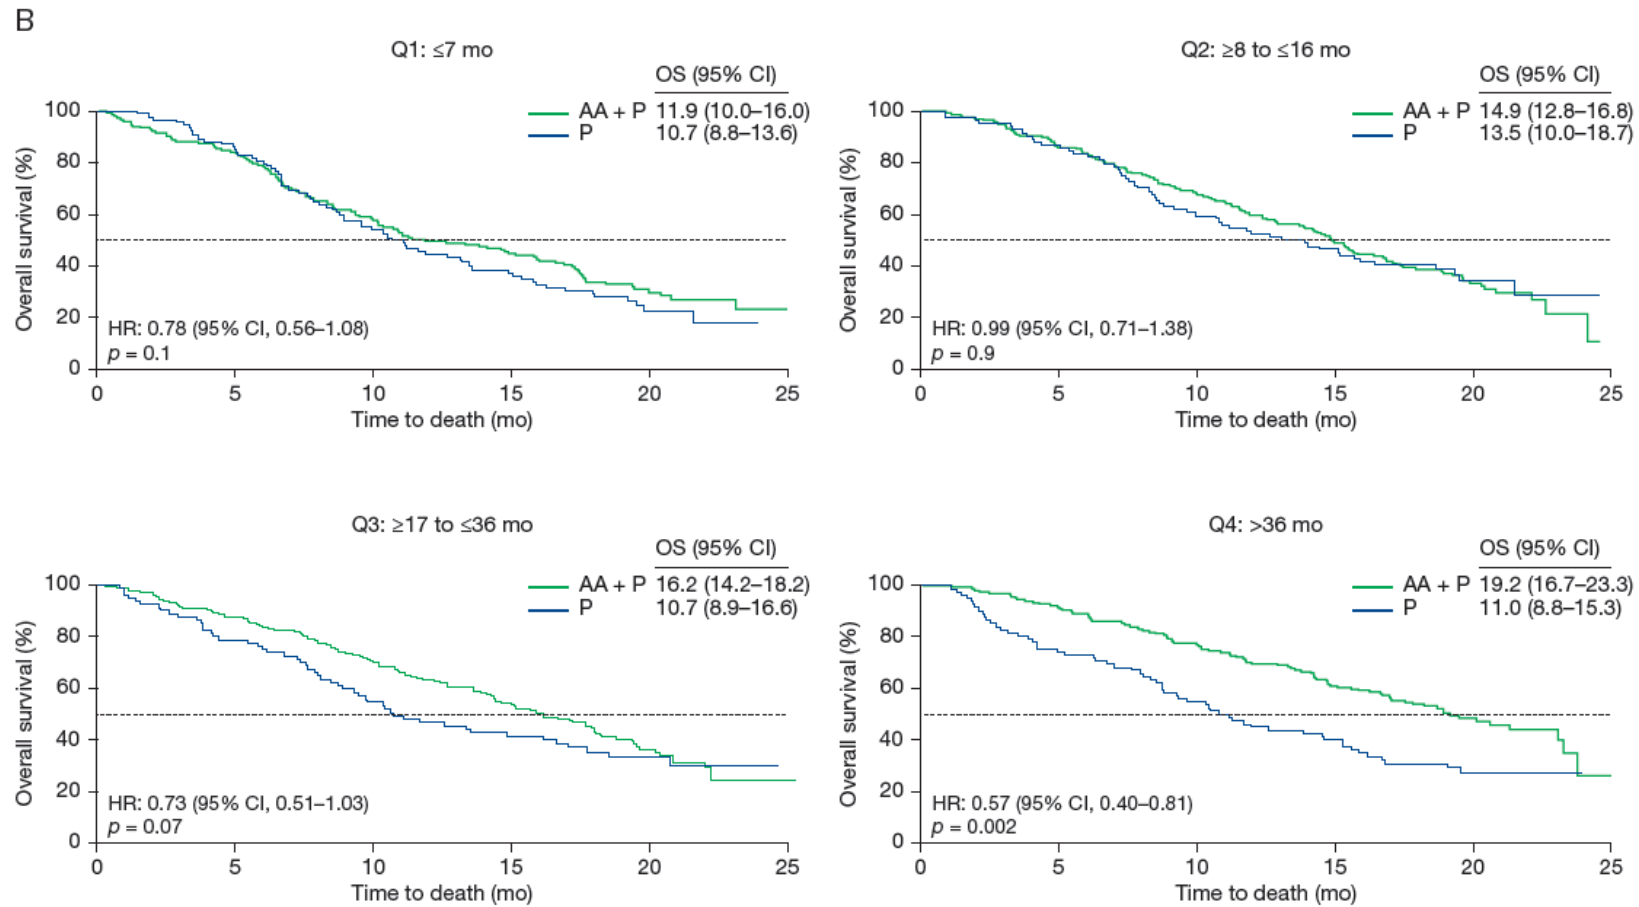 B
Q1: ≤7 mo
OS (95% CI)
AA + P 11.9 (10.0–16.0)
P 10.7 (8.8–13.6)
Overall survival (%)
100
80
60
40
20
0
HR: 0.78 (95% CI, 0.56–1.08)
p = 0.1
0 5 10 15 20 25
Time to death (mo)
Q2: ≥8 to ≤16 mo
OS (95% CI)
AA + P 14.9 (12.8–16.8)
P 13.5 (10.0–18.7)
Overall survival (%)
100
80
60
40
20
0
HR: 0.99 (95% CI, 0.71–1.38)
p = 0.9
0 5 10 15 20 25
Time to death (mo)
Q3: ≥17 to ≤36 mo
OS (95% CI)
AA + P 16.2 (14.2–18.2)
P 10.7 (8.9–16.6)
Overall survival (%)
100
80
60
40
20
0
HR: 0.73 (95% CI, 0.51–1.03)
p = 0.07
0 5 10 15 20 25
Time to death (mo)
Q4: >36 mo
OS (95% CI)
AA + P 19.2 (16.7–23.3)
P 11.0 (8.8–15.3)
Overall survival (%)
100
80
60
40
20
0
HR: 0.57 (95% CI, 0.40–0.81)
p = 0.002
0 5 10 15 20 25
Time to death (mo)